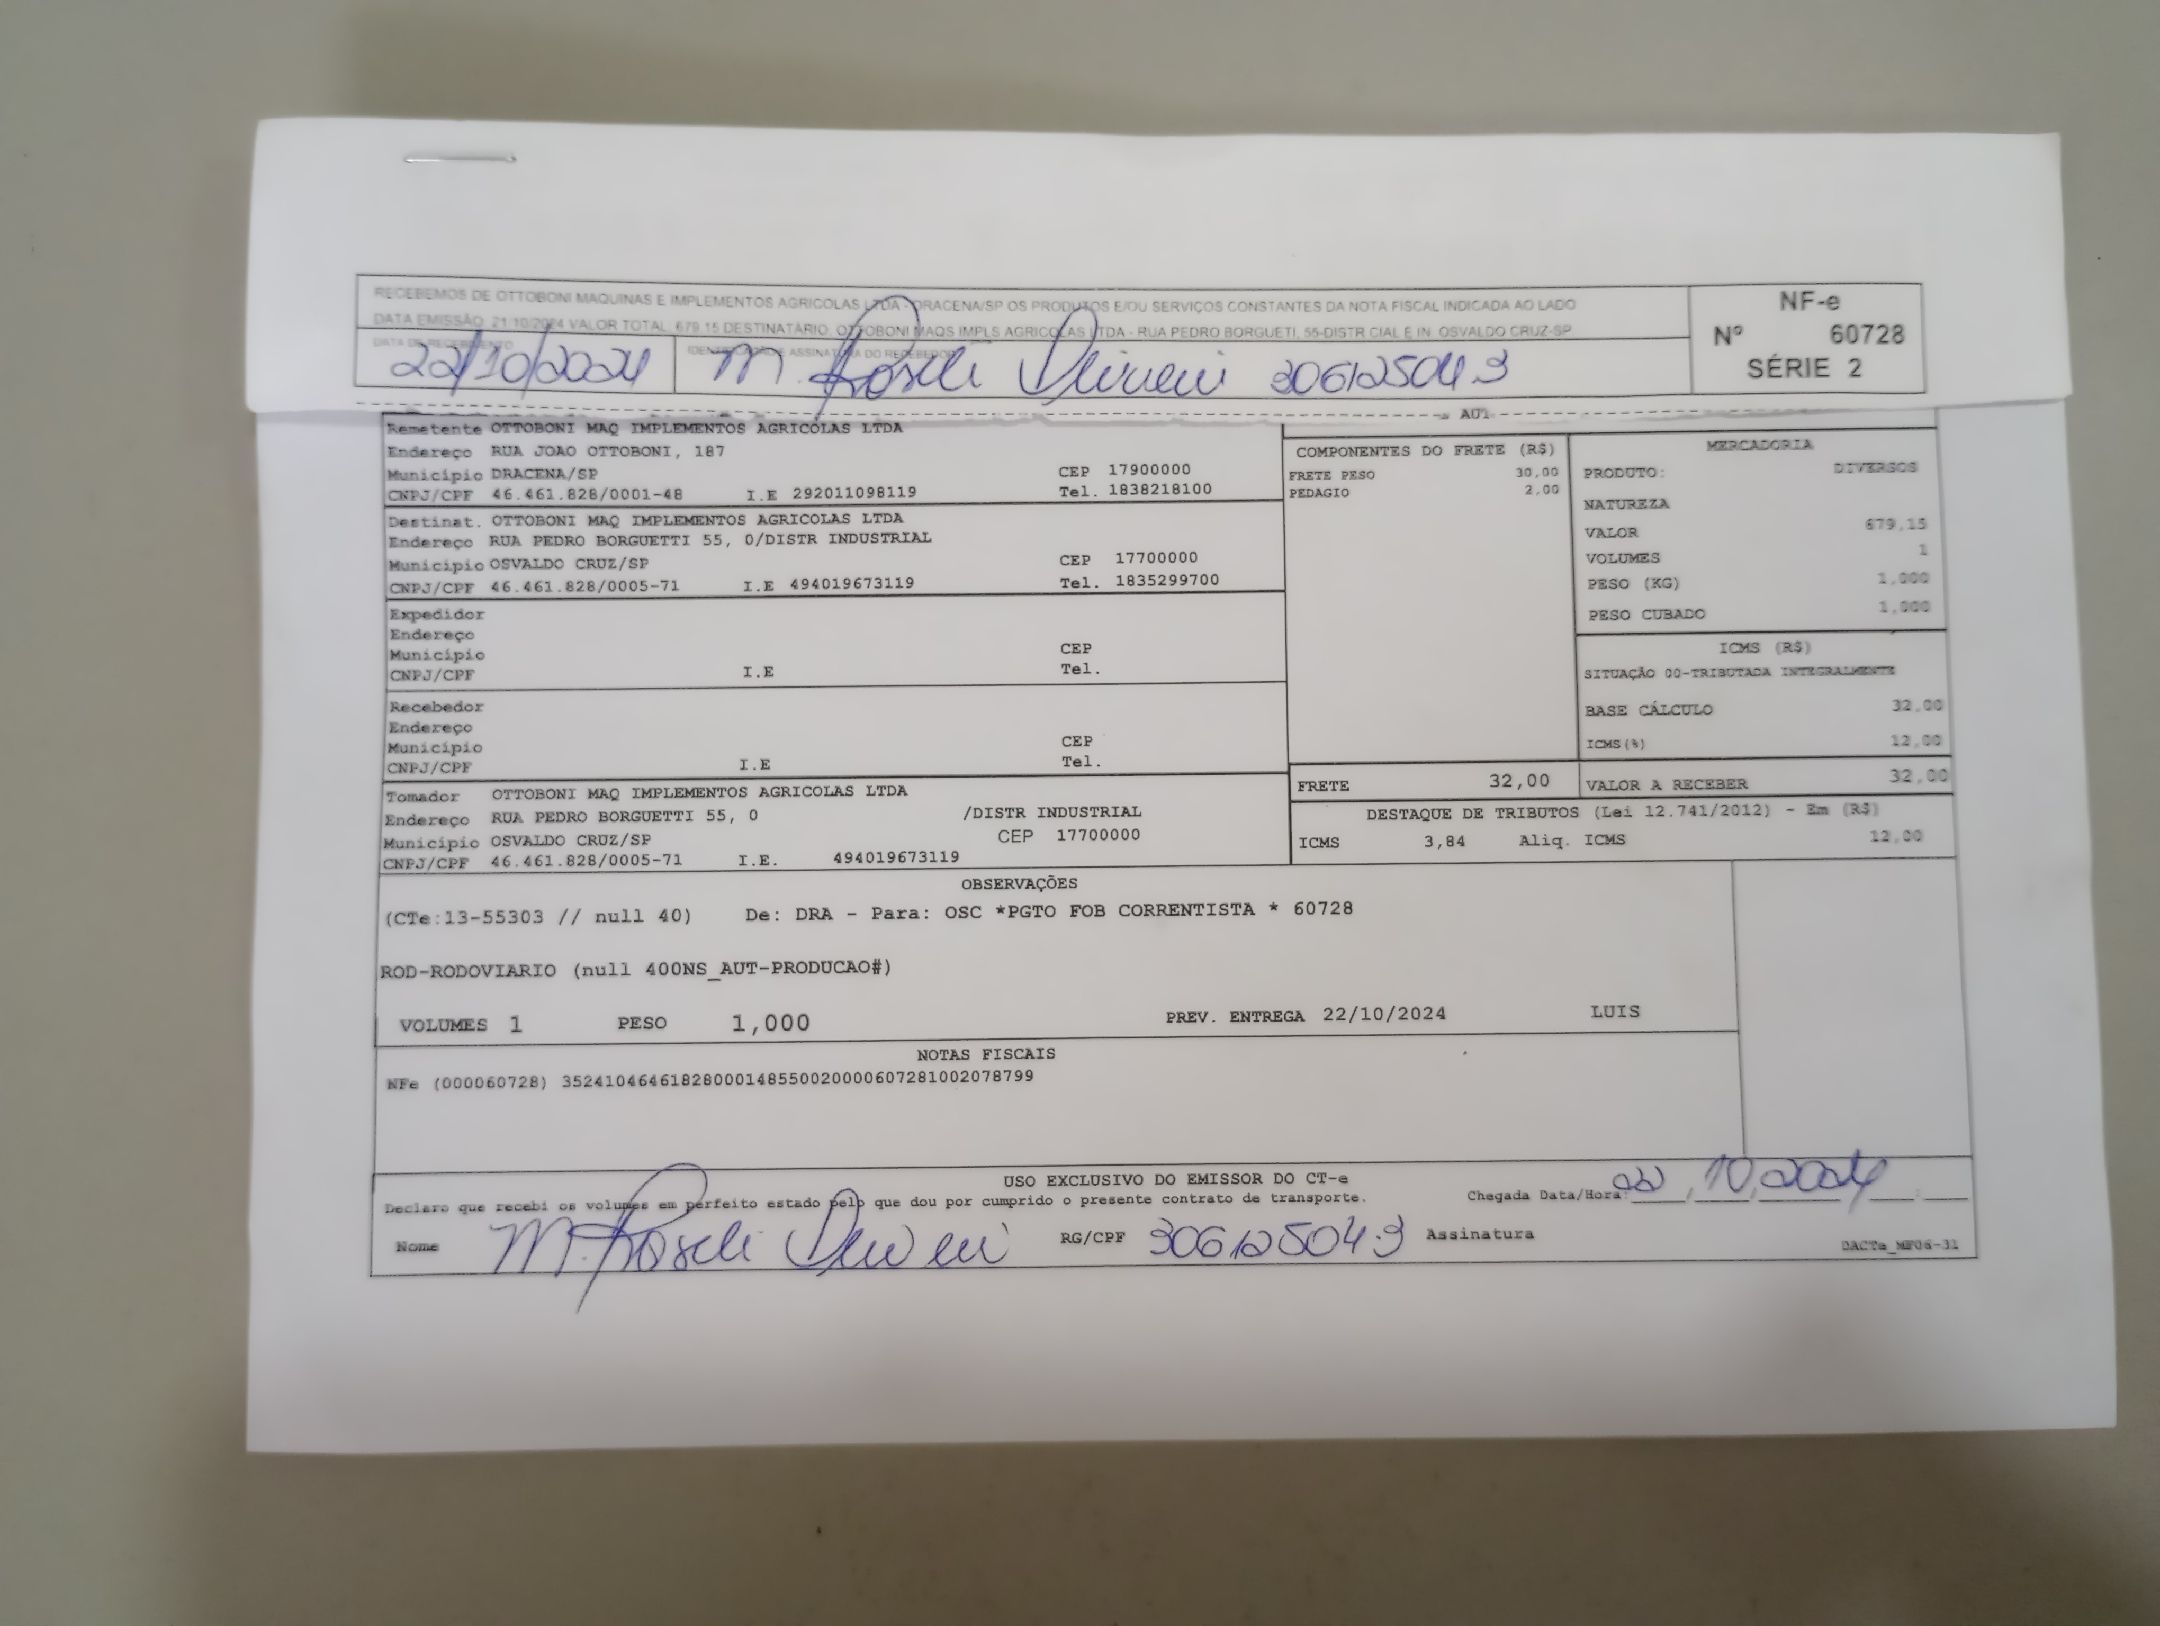 RECEBEMOS DE OTTOBONI MAQUINAS E IMPLEMENTOS AGRICOLAS LTDA - DRACENA/SP OS PRODUTOS E/OU SERVIÇOS CONSTANTES DA NOTA FISCAL INDICADA AO LADO
DATA EMISSÃO: 21/10/2024 VALOR TOTAL: 679,15 DESTINATÁRIO: OTTOBONI MAQS IMPLS AGRICOLAS LTDA - RUA PEDRO BORGUETI, 55-DISTR CIAL E IN OSVALDO CRUZ-SP
NF-e
Nº 60728
SÉRIE 2
DATA DE RECEBIMENTO
IDENTIFICAÇÃO E ASSINATURA DO RECEBEDOR
22/10/2024 M. Roseli 306125043
Remetente OTTOBONI MAQ IMPLEMENTOS AGRICOLAS LTDA
Endereço RUA JOAO OTTOBONI, 187
Município DRACENA/SP CEP 17900000
CNPJ/CPF 46.461.828/0001-48 I.E 292011098119 Tel. 1838218100
Destinat. OTTOBONI MAQ IMPLEMENTOS AGRICOLAS LTDA
Endereço RUA PEDRO BORGUETTI 55, 0/DISTR INDUSTRIAL
Município OSVALDO CRUZ/SP CEP 17700000
CNPJ/CPF 46.461.828/0005-71 I.E 494019673119 Tel. 1835299700
Expedidor
Endereço
Município CEP
CNPJ/CPF I.E Tel.
Recebedor
Endereço
Município CEP
CNPJ/CPF I.E Tel.
Tomador OTTOBONI MAQ IMPLEMENTOS AGRICOLAS LTDA
Endereço RUA PEDRO BORGUETTI 55, 0 /DISTR INDUSTRIAL
Município OSVALDO CRUZ/SP CEP 17700000
CNPJ/CPF 46.461.828/0005-71 I.E. 494019673119
COMPONENTES DO FRETE (R$)
FRETE PESO 30,00
PEDAGIO 2,00
MERCADORIA
PRODUTO: DIVERSOS
NATUREZA
VALOR 679,15
VOLUMES 1
PESO (KG) 1,000
PESO CUBADO 1,000
ICMS (R$)
SITUAÇÃO 00-TRIBUTADA INTEGRALMENTE
BASE CÁLCULO 32,00
ICMS(%) 12,00
FRETE 32,00 VALOR A RECEBER 32,00
DESTAQUE DE TRIBUTOS (Lei 12.741/2012) - Em (R$)
ICMS 3,84 Aliq. ICMS 12,00
OBSERVAÇÕES
(CTe:13-55303 // null 40) De: DRA - Para: OSC *PGTO FOB CORRENTISTA * 60728
ROD-RODOVIARIO (null 400NS_AUT-PRODUCAO#)
VOLUMES 1 PESO 1,000 PREV. ENTREGA 22/10/2024 LUIS
NOTAS FISCAIS
NFe (000060728) 35241046461828000148550020000607281002078799
USO EXCLUSIVO DO EMISSOR DO CT-e
Declaro que recebi os volumes em perfeito estado pelo que dou por cumprido o presente contrato de transporte. Chegada Data/Hora: 22/10/2024
Nome M. Roseli RG/CPF 306125043 Assinatura
DACTe_MF06-31